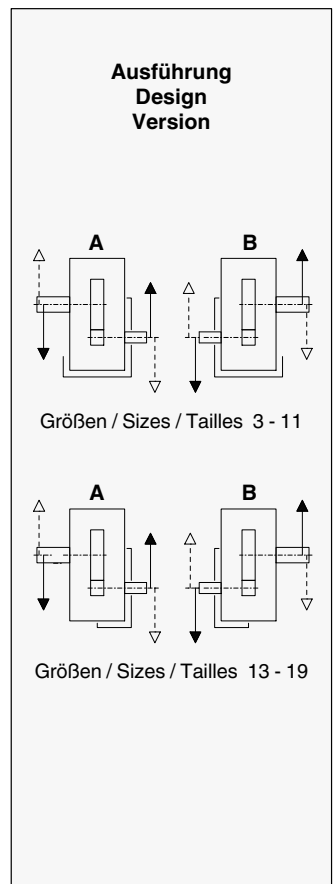 Ausführung
Design
Version
A B
Größen / Sizes / Tailles 3 - 11
A B
Größen / Sizes / Tailles 13 - 19